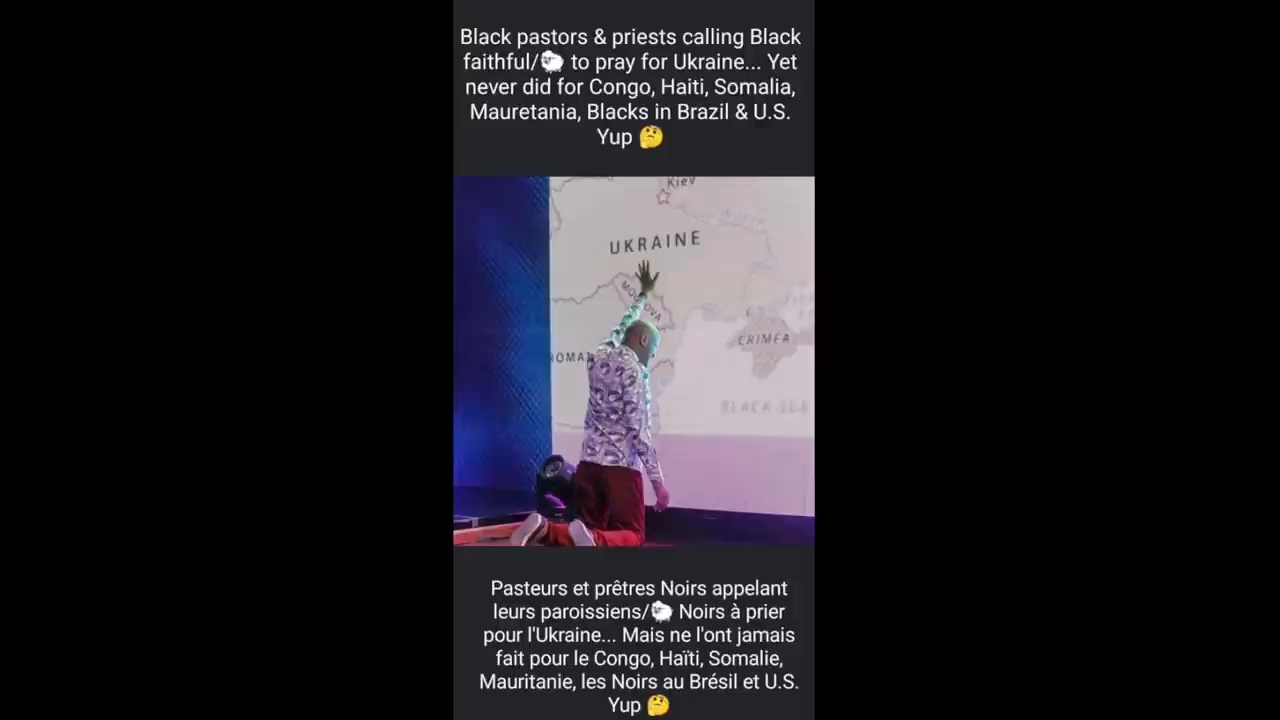 Black pastors & priests calling Black
faithful/🐑 to pray for Ukraine... Yet
never did for Congo, Haiti, Somalia,
Mauretania, Blacks in Brazil & U.S.
Yup 🤔
Kiev
UKRAINE
MOLDOVA
ROMA
CRIMEA
BLACK SEA
Pasteurs et prêtres Noirs appelant
leurs paroissiens/🐑 Noirs à prier
pour l'Ukraine... Mais ne l'ont jamais
fait pour le Congo, Haïti, Somalie,
Mauritanie, les Noirs au Brésil et U.S.
Yup 🤔